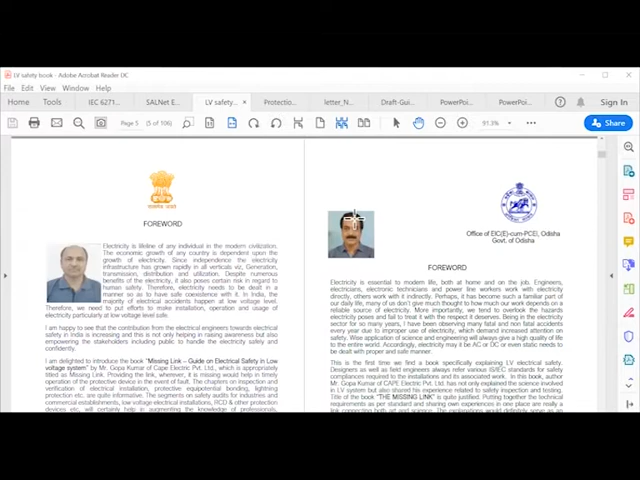 LV safety book - Adobe Acrobat Reader DC
File Edit View Window Help
Home Tools IEC 6271... SALNet E... LV safety... × Protectio... letter_N... Draft-Gui... PowerPoi... PowerPoi... Sign In
Page 5 (5 of 106) 91.3% Share
FOREWORD
Electricity is lifeline of any individual in the modern civilization.
The economic growth of any country is dependent upon the
growth of electricity. Since independence the electricity
infrastructure has grown rapidly in all verticals viz, Generation,
transmission, distribution and utilization. Despite numerous
benefits, it also poses certain risk in regard to
human safety. Therefore, electricity needs to be dealt in a
manner so as to have safe coexistence with it. In India, the
majority of electrical accidents happen at low voltage level.
Therefore, we need to put efforts to make installation, operation and usage of
electricity particularly at low voltage level safe.
I am happy to see that the contribution from the electrical engineers towards electrical
safety in India is increasing and this is not only helping in raising awareness but also
empowering the stakeholders including public to handle the electricity safely and
confidently.
I am delighted to introduce the book "Missing Link – Guide on Electrical Safety in Low
voltage system" by Mr. Gopa Kumar of Cape Electric Pvt. Ltd., which is appropriately
titled as Missing Link. Providing the link, wherever, it is missing would help in timely
operation of the protective device in the event of fault. The chapters on inspection and
verification of electrical installation, protective equipotential bonding, lightning
protection etc. are quite informative. The segments on safety audits for industries and
commercial establishments, low voltage electrical installations, RCD & other protection
devices etc. will certainly help in augmenting the knowledge of professionals,
Office of EIC(E)-cum-PCEI, Odisha
Govt. of Odisha
FOREWORD
Electricity is essential to modern life, both at home and on the job. Engineers,
electricians, electronic technicians and power line workers work with electricity
directly, others work with it indirectly. Perhaps, it has become such a familiar part of
our daily life, many of us don't give much thought to how much our work depends on
a reliable source of electricity. More importantly, we tend to overlook the hazards
electricity poses and fail to treat it with the respect it deserves. Being in the electricity
sector for so many years, I have been observing many fatal and non fatal accidents
every year due to improper use of electricity, which demand increased attention on
safety. Wise application of science and engineering will always give a high quality of life
to the entire world. Accordingly, electricity may it be AC or DC or even static needs to
be dealt with proper and safe manner.
This is the first time we find a book specifically explaining LV electrical safety.
Designers as well as field engineers always refer various IS/IEC standards for safety
compliances required to the installations and its associated work. In this book, author
Mr. Gopa Kumar of CAPE Electric Pvt. Ltd. has not only explained the science involved
in LV system but also shared his experience related to safety inspection and testing.
Title of the book "THE MISSING LINK" is quite justified. Putting together the technical
requirements as per standard and sharing own experiences in one place are really a